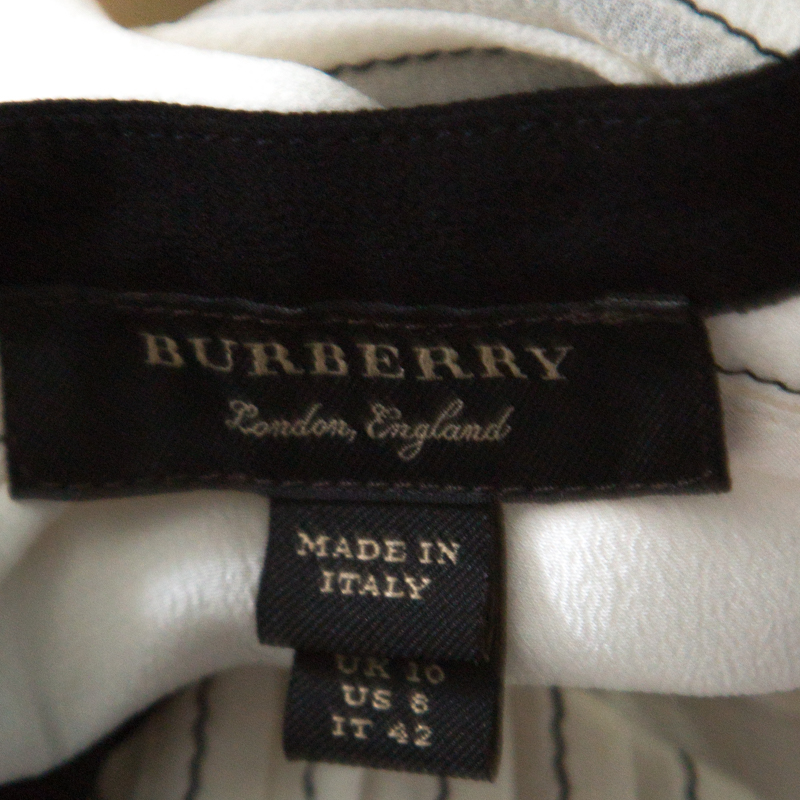 BURBERRY
London, England
MADE IN
ITALY
UK 10
US 8
IT 42